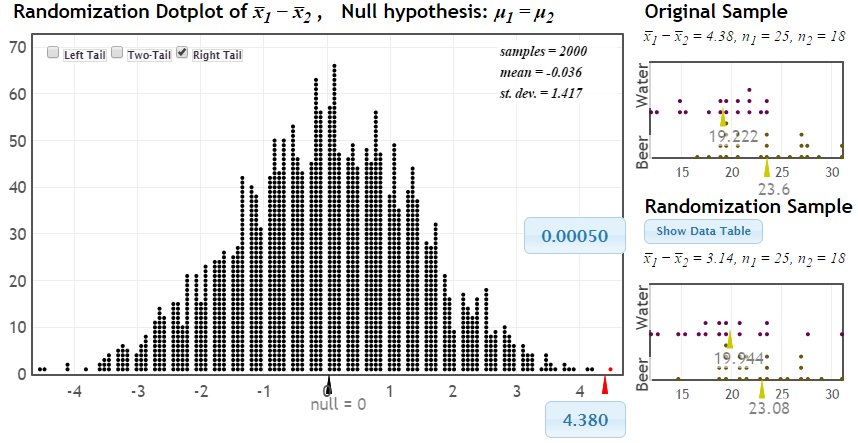 Randomization Dotplot of x̄₁ − x̄₂ , Null hypothesis: μ₁ = μ₂
Left Tail Two-Tail Right Tail
samples = 2000
mean = -0.036
st. dev. = 1.417
70
60
50
40
30
20
10
0
0.00050
-4 -3 -2 -1 0 1 2 3 4
null = 0
4.380
Original Sample
x̄₁ − x̄₂ = 4.38, n₁ = 25, n₂ = 18
Water
19.222
Beer
15 20 25 30
23.6
Randomization Sample
Show Data Table
x̄₁ − x̄₂ = 3.14, n₁ = 25, n₂ = 18
Water
19.944
Beer
15 20 25 30
23.08